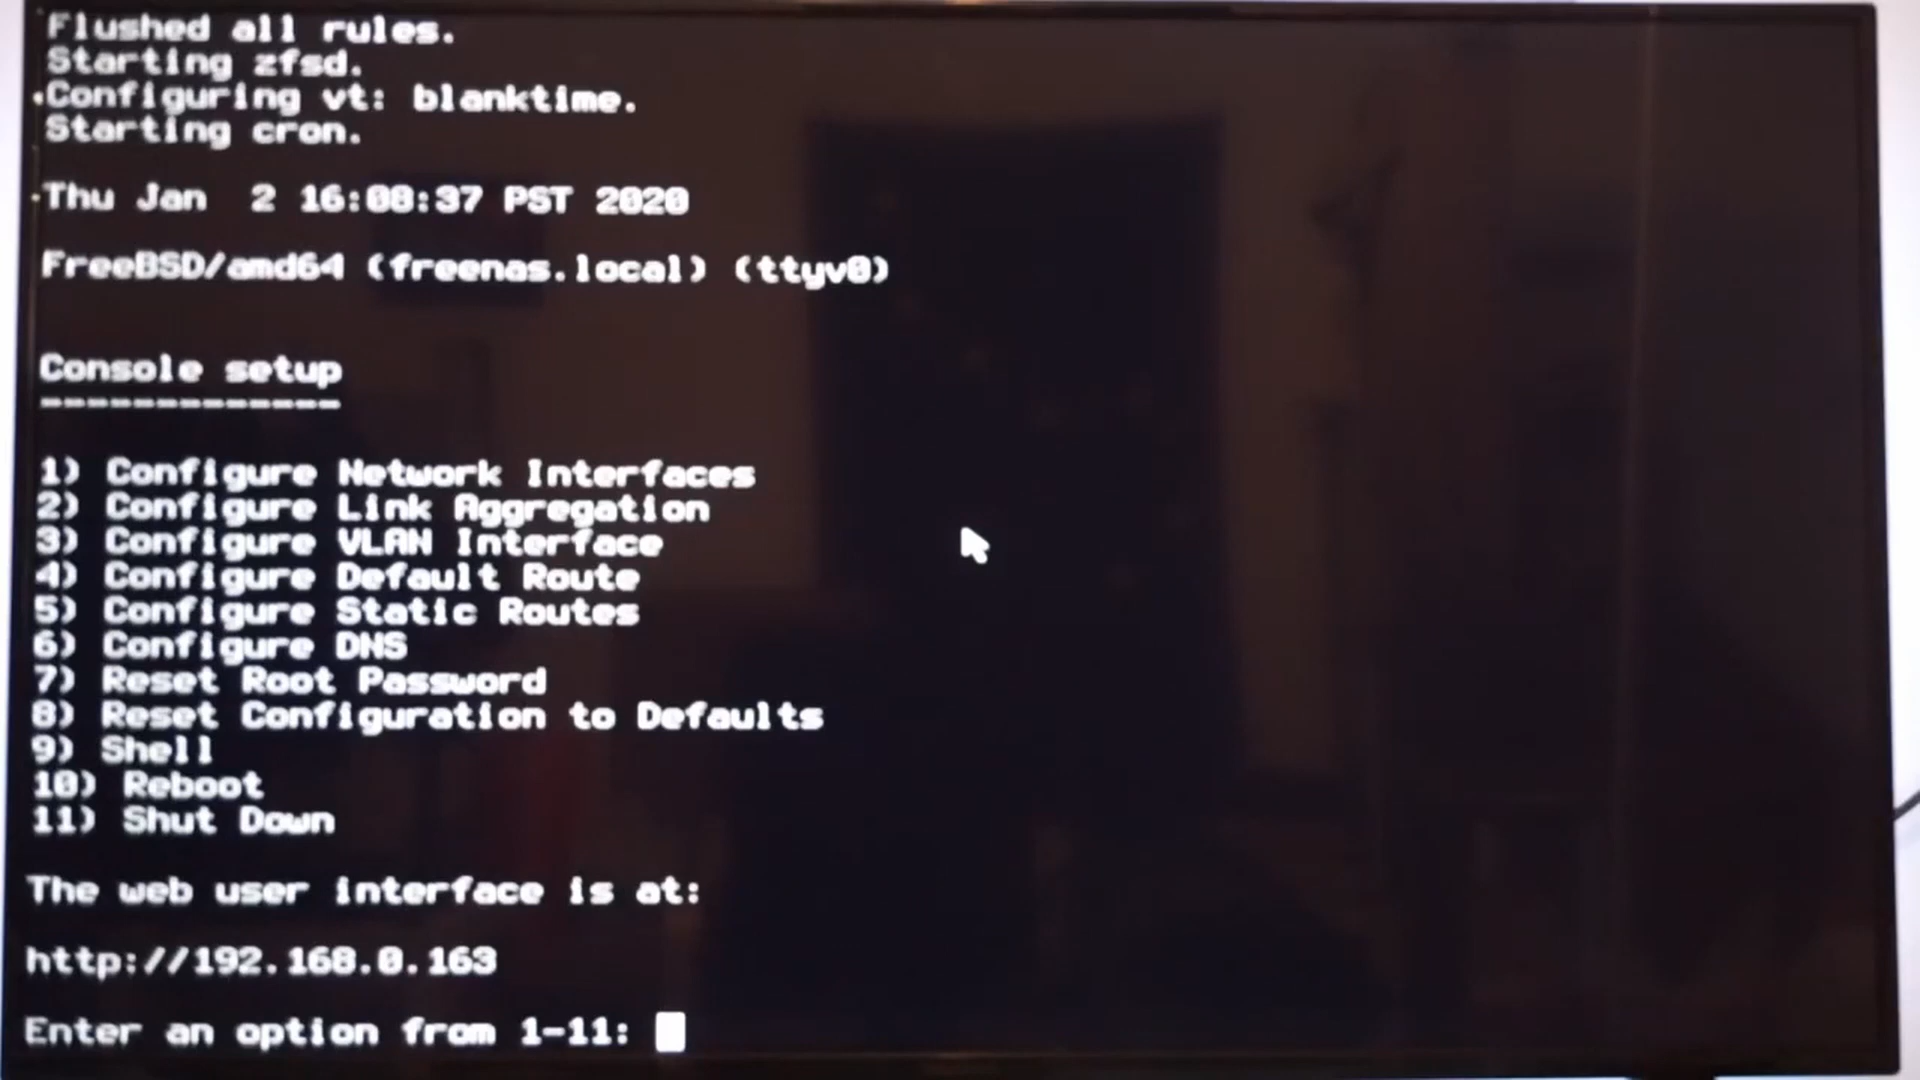 Flushed all rules.
Starting zfsd.
Configuring vt: blanktime.
Starting cron.
Thu Jan  2 16:08:37 PST 2020
FreeBSD/amd64 (freenas.local) (ttyv0)
Console setup
-------------
1) Configure Network Interfaces
2) Configure Link Aggregation
3) Configure VLAN Interface
4) Configure Default Route
5) Configure Static Routes
6) Configure DNS
7) Reset Root Password
8) Reset Configuration to Defaults
9) Shell
10) Reboot
11) Shut Down
The web user interface is at:
http://192.168.0.163
Enter an option from 1-11: